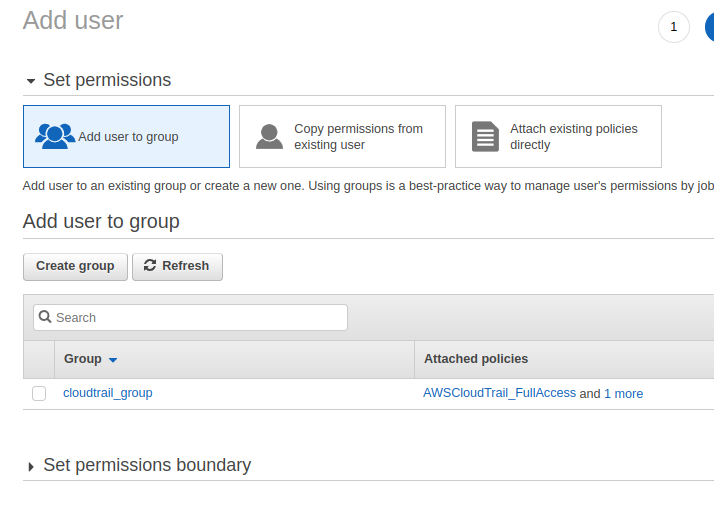 Add user
1
Set permissions
Add user to group
Copy permissions from
existing user
Attach existing policies
directly
Add user to an existing group or create a new one. Using groups is a best-practice way to manage user's permissions by job
Add user to group
Create group Refresh
Search
Group Attached policies
cloudtrail_group AWSCloudTrail_FullAccess and 1 more
Set permissions boundary